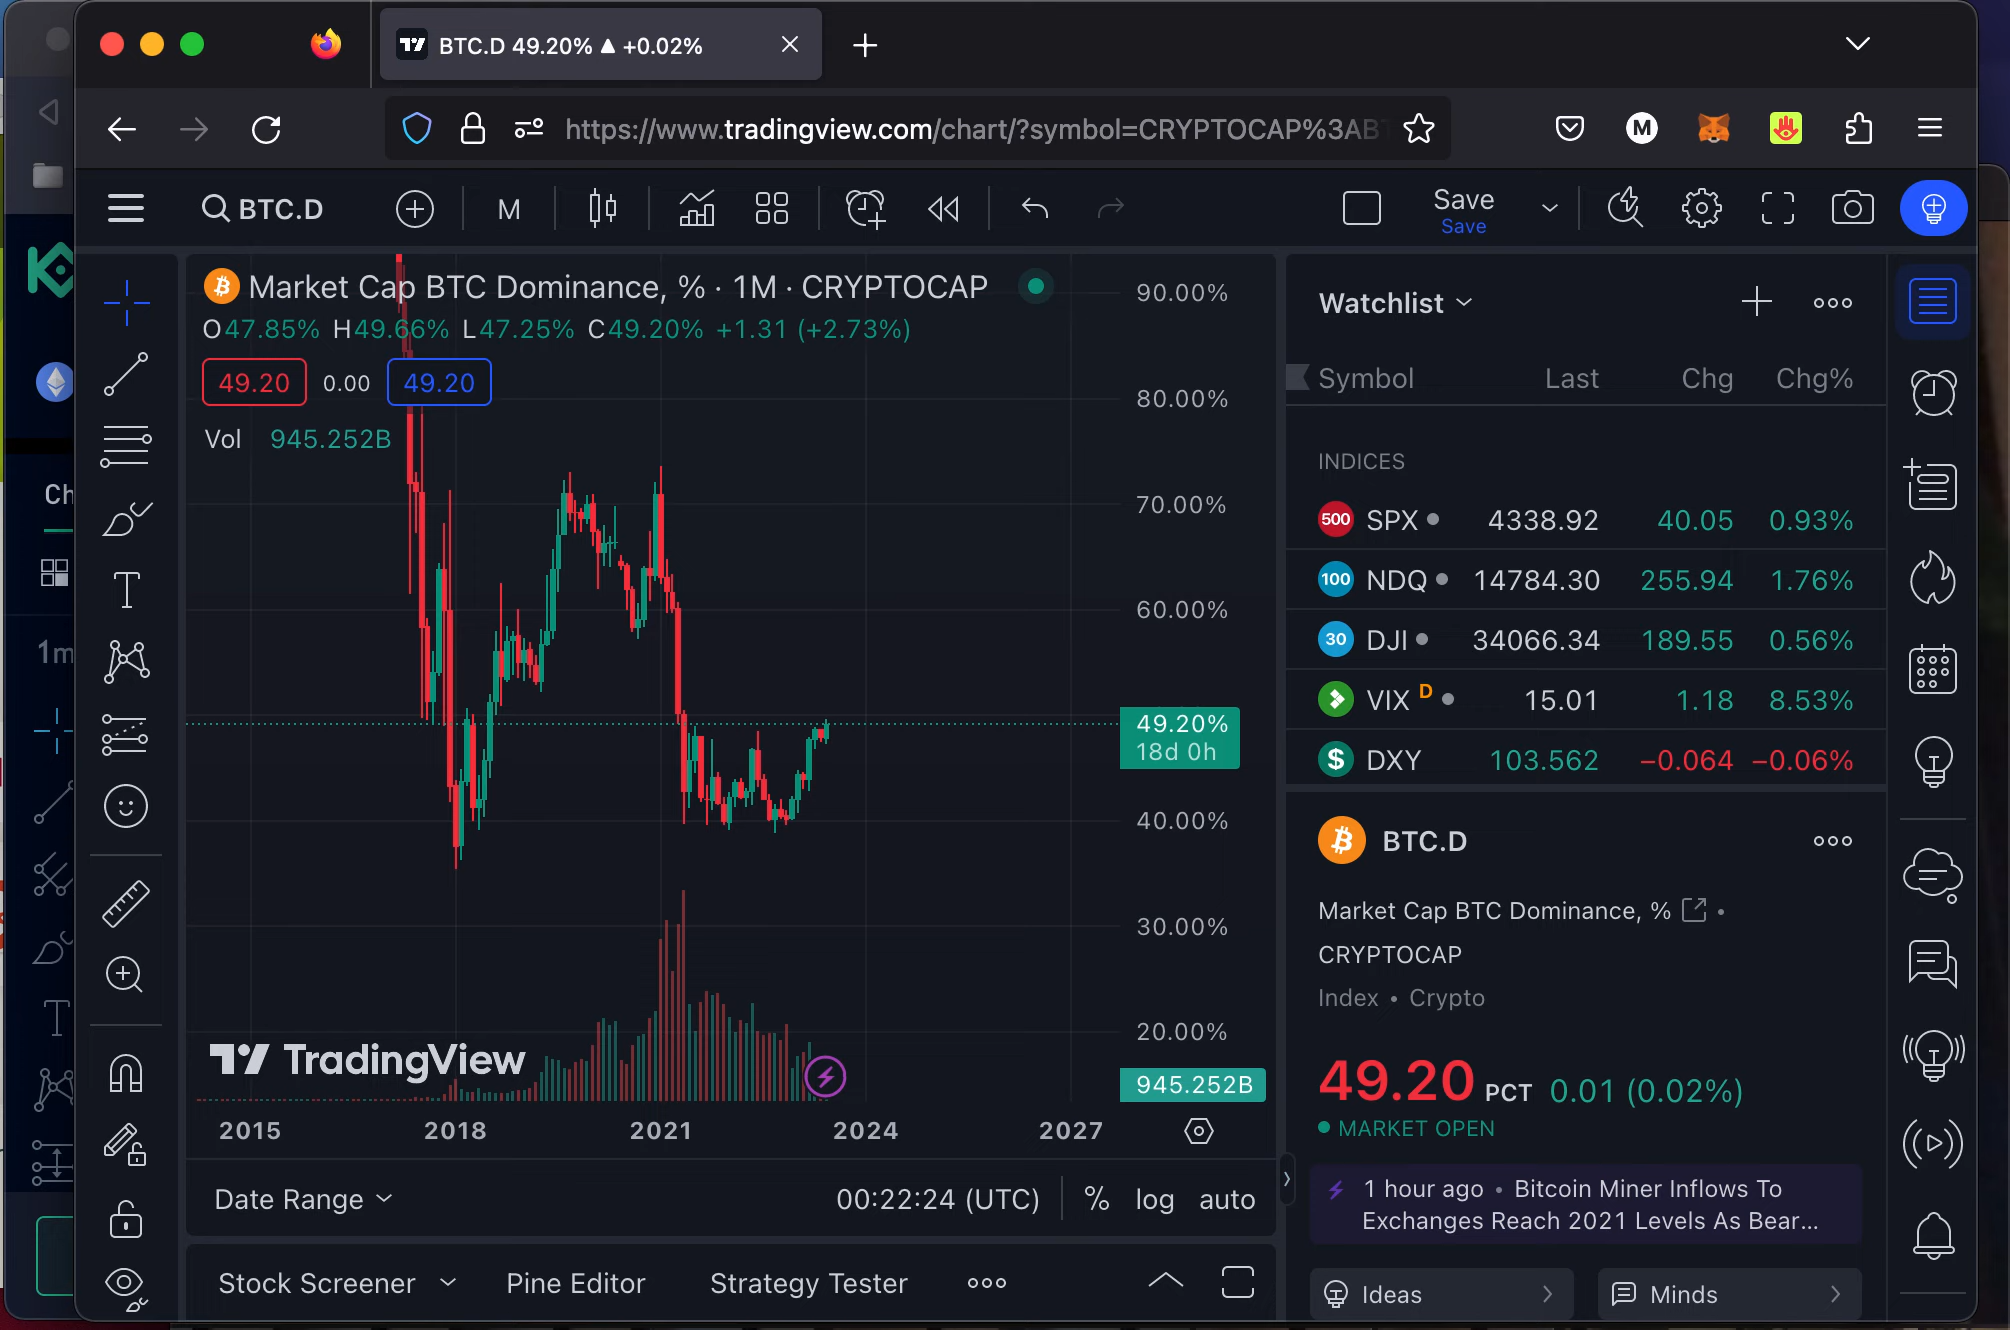 BTC.D 49.20% ▲ +0.02%
https://www.tradingview.com/chart/?symbol=CRYPTOCAP%3AB
M
BTC.D
M
Save
Save
Market Cap BTC Dominance, % · 1M · CRYPTOCAP
O47.85% H49.66% L47.25% C49.20% +1.31 (+2.73%)
49.20 0.00 49.20
Vol 945.252B
90.00%
80.00%
70.00%
60.00%
49.20%
18d 0h
40.00%
30.00%
20.00%
945.252B
TradingView
2015 2018 2021 2024 2027
Date Range
00:22:24 (UTC) % log auto
Stock Screener Pine Editor Strategy Tester
Watchlist
Symbol Last Chg Chg%
INDICES
500 SPX 4338.92 40.05 0.93%
100 NDQ 14784.30 255.94 1.76%
30 DJI 34066.34 189.55 0.56%
VIX D 15.01 1.18 8.53%
$ DXY 103.562 −0.064 −0.06%
BTC.D
Market Cap BTC Dominance, % •
CRYPTOCAP
Index • Crypto
49.20 PCT 0.01 (0.02%)
MARKET OPEN
1 hour ago • Bitcoin Miner Inflows To
Exchanges Reach 2021 Levels As Bear...
Ideas
Minds
Ch
1m